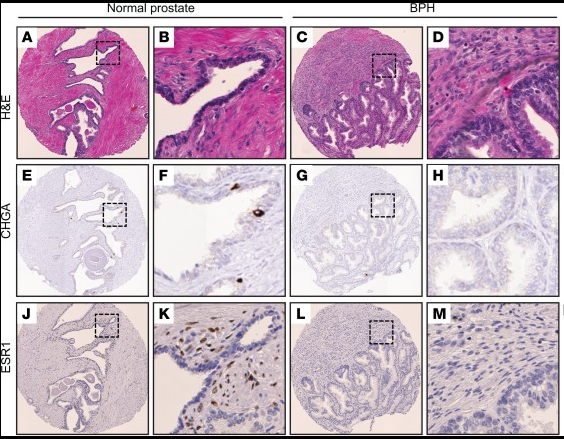 Normal prostate BPH
A B C D
H&E
E F G H
CHGA
J K L M
ESR1